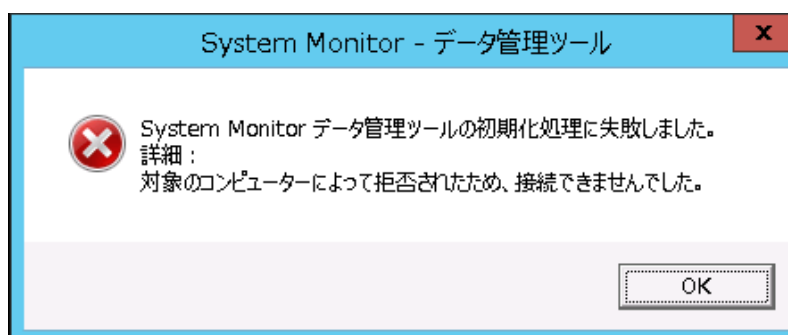 System Monitor - データ管理ツール
x
System Monitor データ管理ツールの初期化処理に失敗しました。
詳細：
対象のコンピューターによって拒否されたため、接続できませんでした。
OK